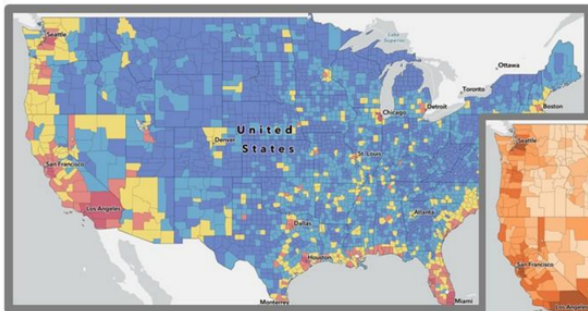 Seattle
Lake
Superior
Ottawa
Toronto
Boston
Detroit
Chicago
United
States
Denver
St. Louis
San Francisco
Los Angeles
Atlanta
Dallas
Houston
Monterrey
Miami
Seattle
San Francisco
Los Angeles